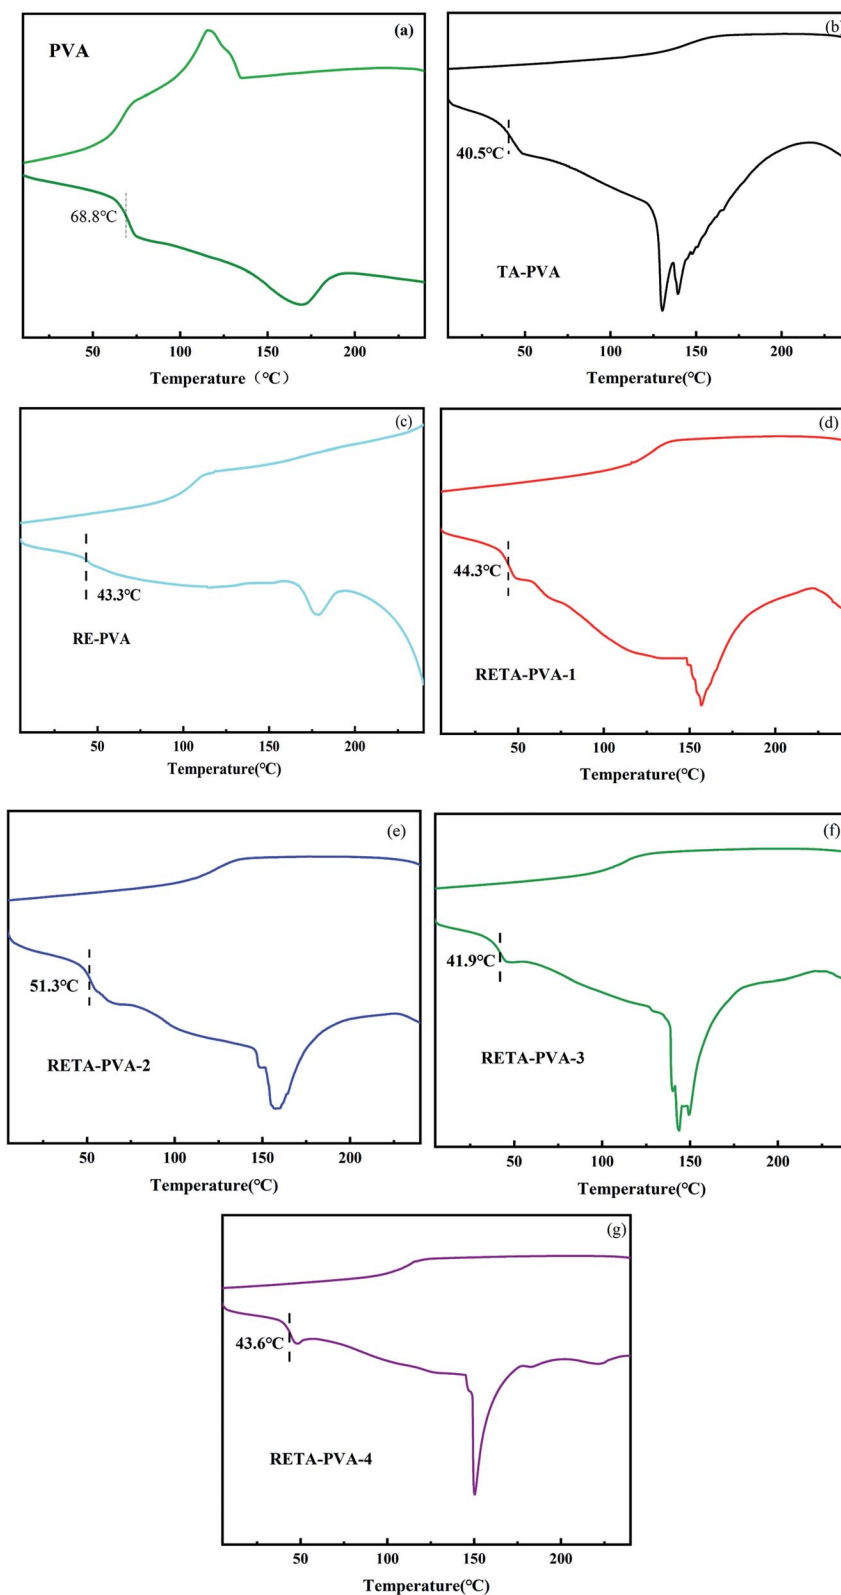 PVA
(a)
68.8℃
50 100 150 200
Temperature（℃）
(b)
40.5℃
TA-PVA
50 100 150 200
Temperature(℃)
(c)
43.3℃
RE-PVA
50 100 150 200
Temperature(℃)
(d)
44.3℃
RETA-PVA-1
50 100 150 200
Temperature(℃)
(e)
51.3℃
RETA-PVA-2
50 100 150 200
Temperature(℃)
(f)
41.9℃
RETA-PVA-3
50 100 150 200
Temperature(℃)
(g)
43.6℃
RETA-PVA-4
50 100 150 200
Temperature(℃)